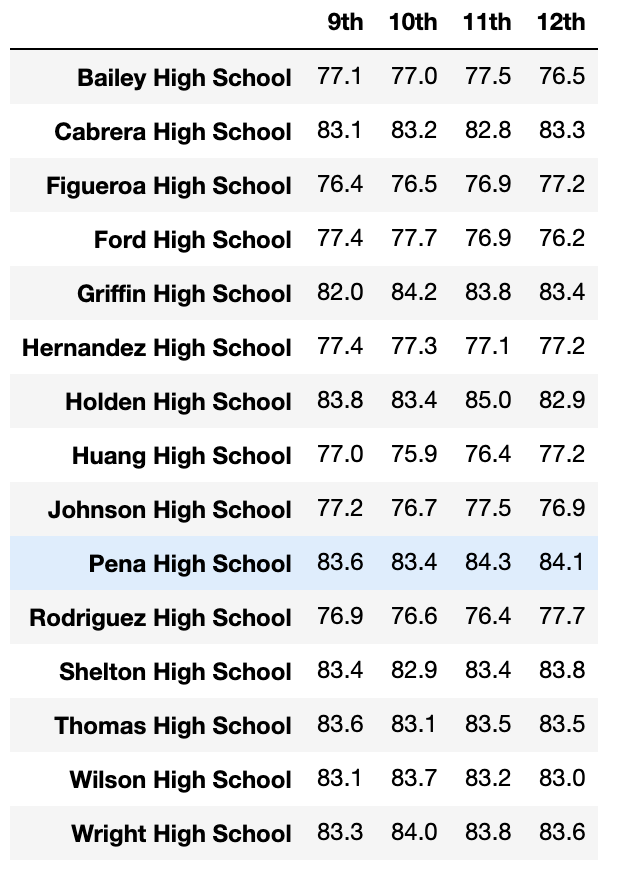 9th 10th 11th 12th
Bailey High School 77.1 77.0 77.5 76.5
Cabrera High School 83.1 83.2 82.8 83.3
Figueroa High School 76.4 76.5 76.9 77.2
Ford High School 77.4 77.7 76.9 76.2
Griffin High School 82.0 84.2 83.8 83.4
Hernandez High School 77.4 77.3 77.1 77.2
Holden High School 83.8 83.4 85.0 82.9
Huang High School 77.0 75.9 76.4 77.2
Johnson High School 77.2 76.7 77.5 76.9
Pena High School 83.6 83.4 84.3 84.1
Rodriguez High School 76.9 76.6 76.4 77.7
Shelton High School 83.4 82.9 83.4 83.8
Thomas High School 83.6 83.1 83.5 83.5
Wilson High School 83.1 83.7 83.2 83.0
Wright High School 83.3 84.0 83.8 83.6